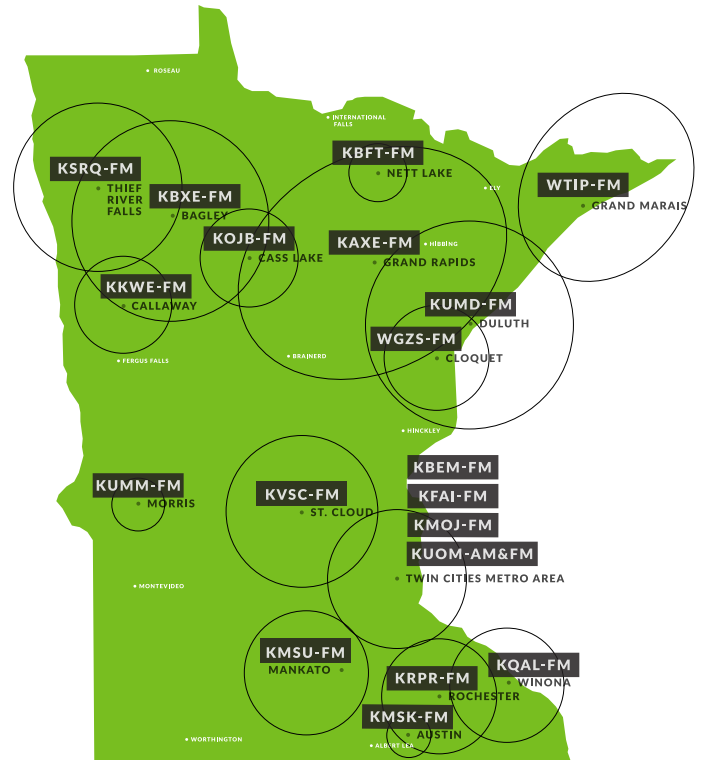 ROSEAU
INTERNATIONAL
FALLS
KBFT-FM
NETT LAKE
KSRQ-FM
THIEF
RIVER
FALLS
KBXE-FM
BAGLEY
ELY
WTIP-FM
GRAND MARAIS
KOJB-FM
CASS LAKE
KAXE-FM
HIBBING
GRAND RAPIDS
KKWE-FM
CALLAWAY
KUMD-FM
DULUTH
WGZS-FM
CLOQUET
BRAINERD
FERGUS FALLS
HINCKLEY
KBEM-FM
KFAI-FM
KMOJ-FM
KUOM-AM&FM
TWIN CITIES METRO AREA
KUMM-FM
MORRIS
KVSC-FM
ST. CLOUD
MONTEVIDEO
KMSU-FM
MANKATO
KQAL-FM
WINONA
KRPR-FM
ROCHESTER
KMSK-FM
AUSTIN
ALBERT LEA
WORTHINGTON